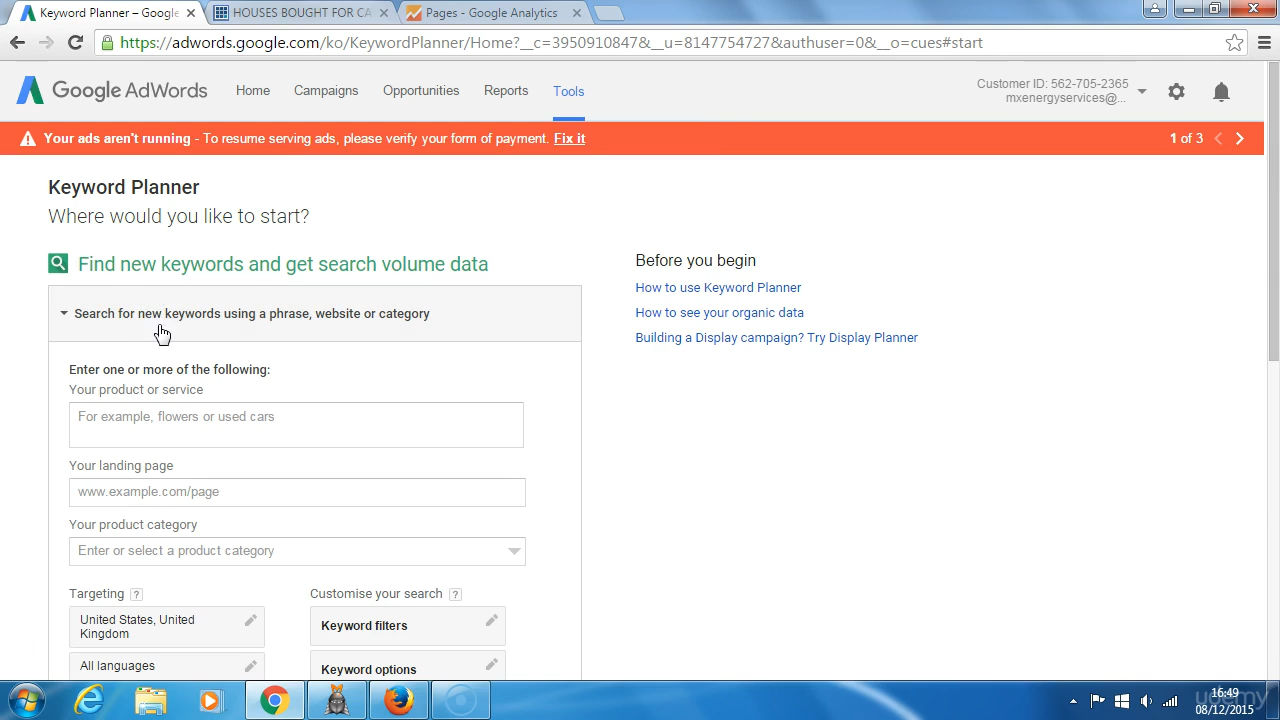 Keyword Planner – Google
HOUSES BOUGHT FOR CA
Pages - Google Analytics
https://adwords.google.com/ko/KeywordPlanner/Home?__c=3950910847&__u=8147754727&authuser=0&__o=cues#start
Google AdWords
Home
Campaigns
Opportunities
Reports
Tools
Customer ID: 562-705-2365
mxenergyservices@...
Your ads aren't running - To resume serving ads, please verify your form of payment. Fix it
1 of 3
Keyword Planner
Where would you like to start?
Find new keywords and get search volume data
Search for new keywords using a phrase, website or category
Enter one or more of the following:
Your product or service
For example, flowers or used cars
Your landing page
www.example.com/page
Your product category
Enter or select a product category
Targeting ?
United States, United
Kingdom
All languages
Customise your search ?
Keyword filters
Keyword options
Before you begin
How to use Keyword Planner
How to see your organic data
Building a Display campaign? Try Display Planner
16:49
08/12/2015
udemy